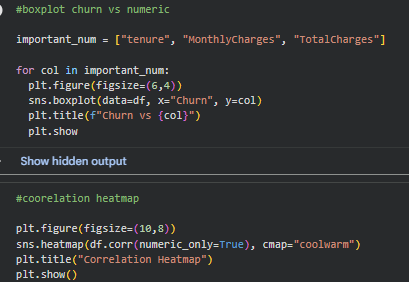 #boxplot churn vs numeric
important_num = ["tenure", "MonthlyCharges", "TotalCharges"]
for col in important_num:
  plt.figure(figsize=(6,4))
  sns.boxplot(data=df, x="Churn", y=col)
  plt.title(f"Churn vs {col}")
  plt.show
Show hidden output
#coorelation heatmap
plt.figure(figsize=(10,8))
sns.heatmap(df.corr(numeric_only=True), cmap="coolwarm")
plt.title("Correlation Heatmap")
plt.show()